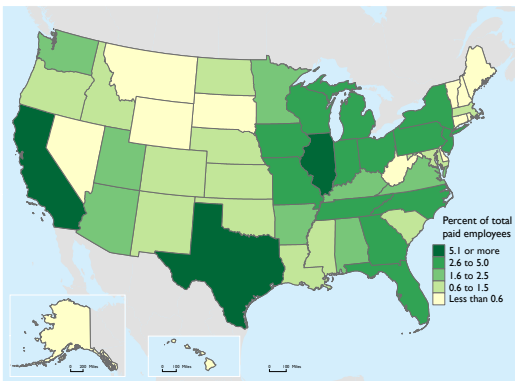 Percent of total
paid employees
5.1 or more
2.6 to 5.0
1.6 to 2.5
0.6 to 1.5
Less than 0.6
0 200 Miles
0 100 Miles
0 100 Miles